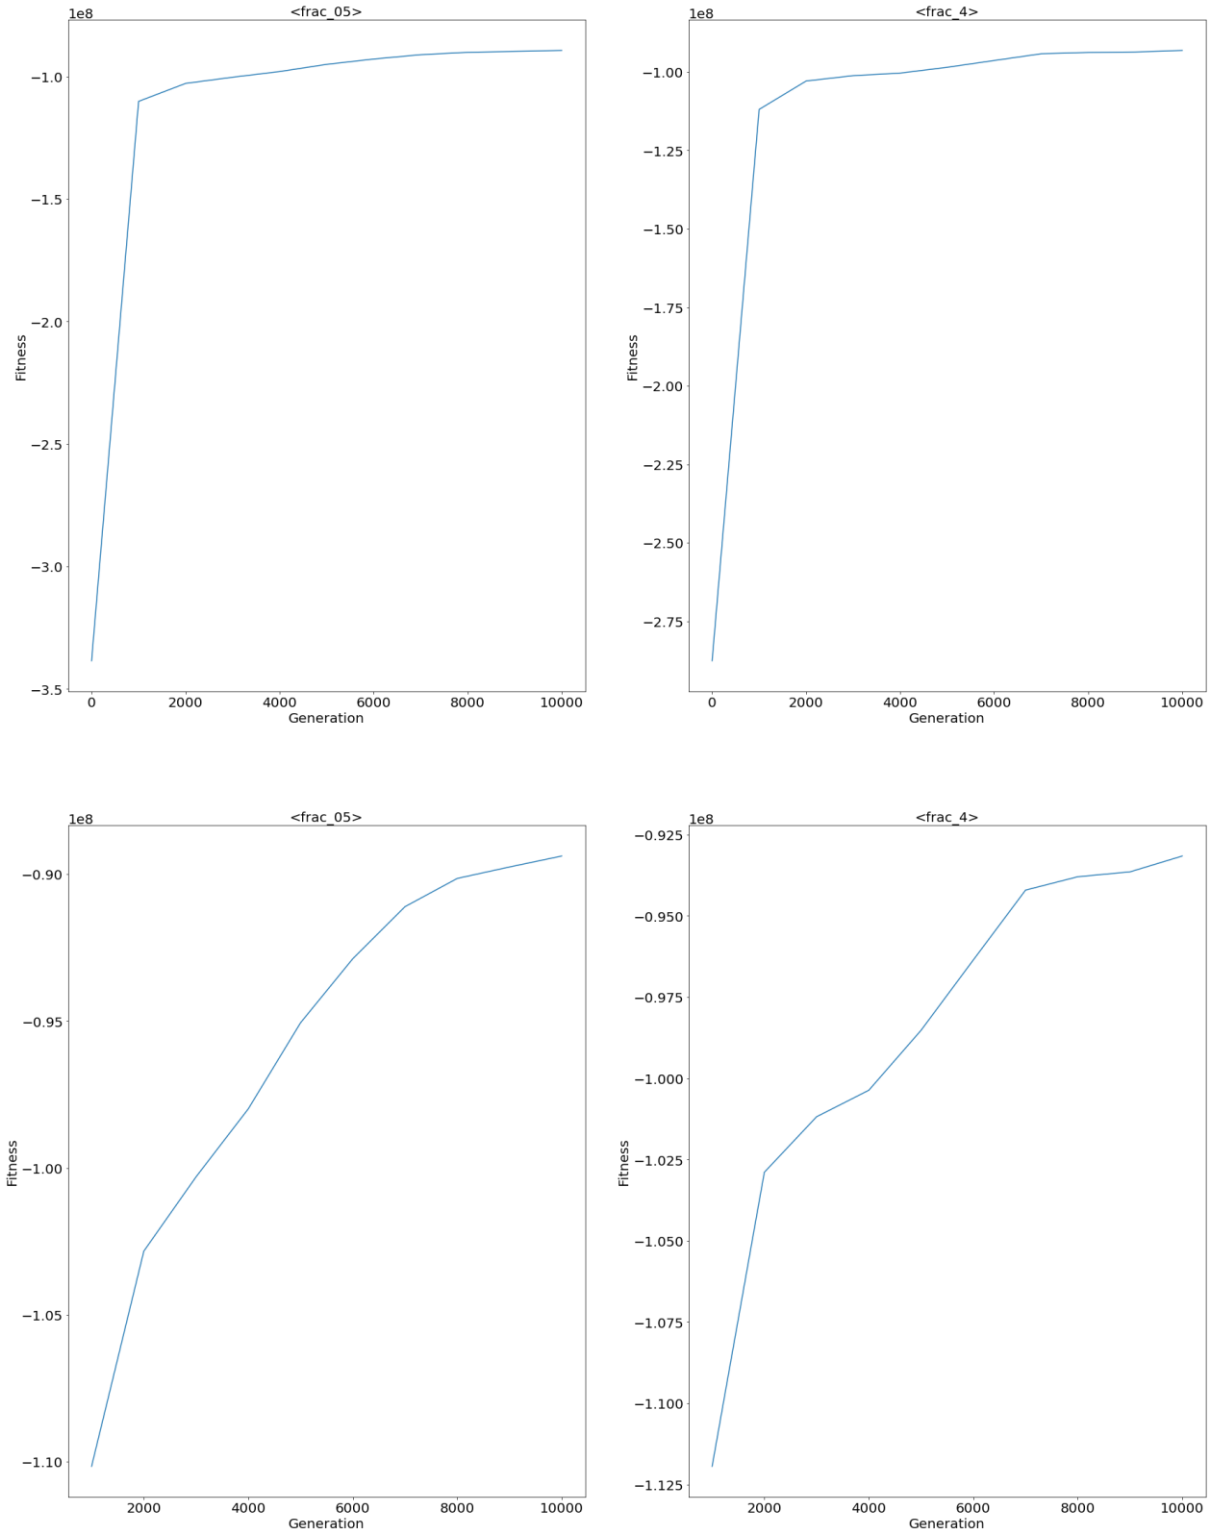 <frac_05>
1e8
−1.0
−1.5
−2.0
−2.5
−3.0
−3.5
Fitness
0 2000 4000 6000 8000 10000
Generation
<frac_4>
1e8
−1.00
−1.25
−1.50
−1.75
−2.00
−2.25
−2.50
−2.75
Fitness
0 2000 4000 6000 8000 10000
Generation
<frac_05>
1e8
−0.90
−0.95
−1.00
−1.05
−1.10
Fitness
2000 4000 6000 8000 10000
Generation
<frac_4>
1e8
−0.925
−0.950
−0.975
−1.000
−1.025
−1.050
−1.075
−1.100
−1.125
Fitness
2000 4000 6000 8000 10000
Generation